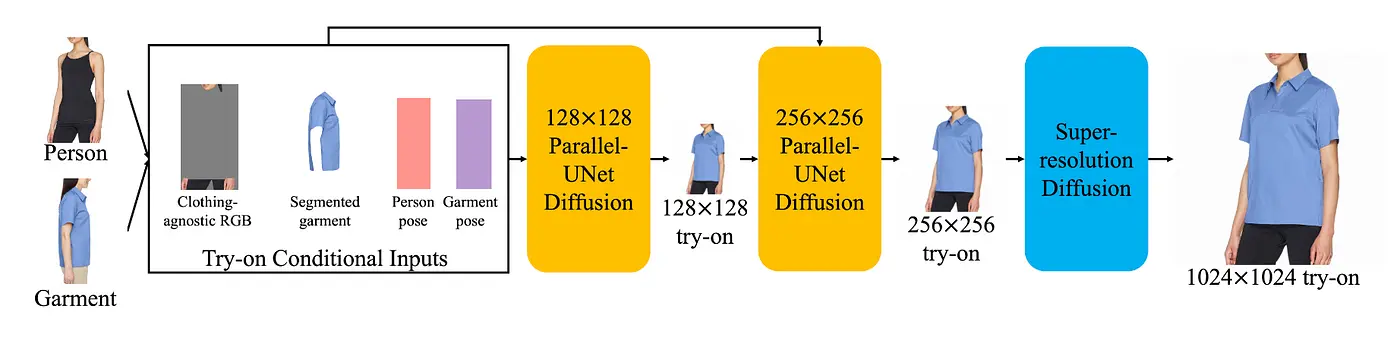 Person
Garment
Clothing-
agnostic RGB
Segmented
garment
Person
pose
Garment
pose
Try-on Conditional Inputs
128×128
Parallel-
UNet
Diffusion
128×128
try-on
256×256
Parallel-
UNet
Diffusion
256×256
try-on
Super-
resolution
Diffusion
1024×1024 try-on